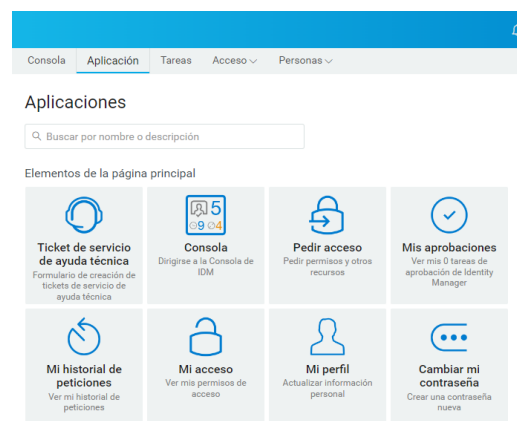 Consola Aplicación Tareas Acceso Personas
Aplicaciones
Buscar por nombre o descripción
Elementos de la página principal
5
9 4
Ticket de servicio
de ayuda técnica
Formulario de creación de
tickets de servicio de
ayuda técnica
Consola
Dirigirse a la Consola de
IDM
Pedir acceso
Pedir permisos y otros
recursos
Mis aprobaciones
Ver mis 0 tareas de
aprobación de Identity
Manager
Mi historial de
peticiones
Ver mi historial de
peticiones
Mi acceso
Ver mis permisos de
acceso
Mi perfil
Actualizar información
personal
Cambiar mi
contraseña
Crear una contraseña
nueva